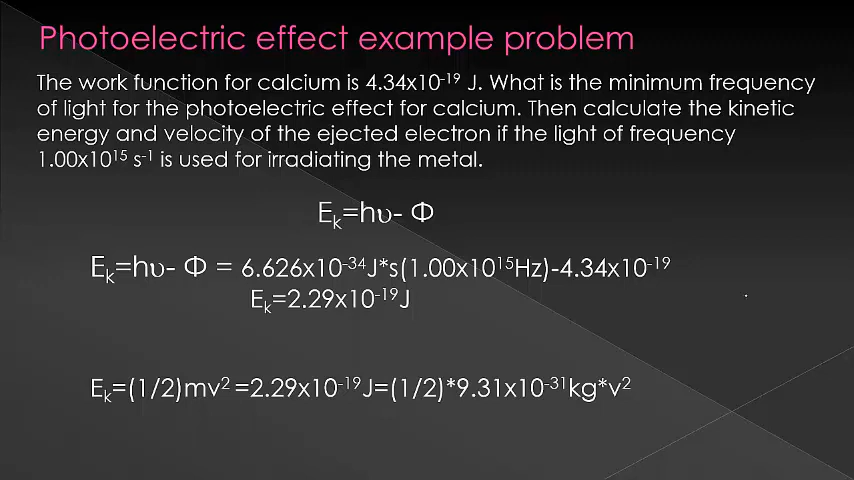 Photoelectric effect example problem
The work function for calcium is 4.34x10⁻¹⁹ J. What is the minimum frequency
of light for the photoelectric effect for calcium. Then calculate the kinetic
energy and velocity of the ejected electron if the light of frequency
1.00x10¹⁵ s⁻¹ is used for irradiating the metal.
Eₖ=hυ- Φ
Eₖ=hυ- Φ = 6.626x10⁻³⁴J*s(1.00x10¹⁵Hz)-4.34x10⁻¹⁹
Eₖ=2.29x10⁻¹⁹J
Eₖ=(1/2)mv² =2.29x10⁻¹⁹J=(1/2)*9.31x10⁻³¹kg*v²